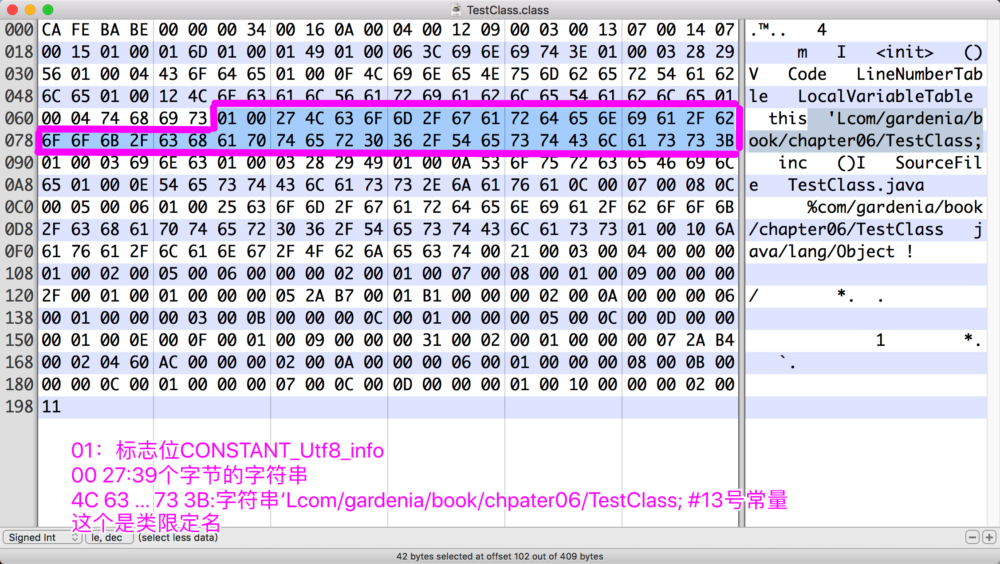 TestClass.class
000 CA FE BA BE 00 00 00 34 00 16 0A 00 04 00 12 09 00 03 00 13 07 00 14 07 .™.. 4
018 00 15 01 00 01 6D 01 00 01 49 01 00 06 3C 69 6E 69 74 3E 01 00 03 28 29 m I <init> ()
030 56 01 00 04 43 6F 64 65 01 00 0F 4C 69 6E 65 4E 75 6D 62 65 72 54 61 62 V Code LineNumberTab
048 6C 65 01 00 12 4C 6F 63 61 6C 56 61 72 69 61 62 6C 65 54 61 62 6C 65 01 le LocalVariableTable
060 00 04 74 68 69 73 01 00 27 4C 63 6F 6D 2F 67 61 72 64 65 6E 69 61 2F 62 this 'Lcom/gardenia/b
078 6F 6F 6B 2F 63 68 61 70 74 65 72 30 36 2F 54 65 73 74 43 6C 61 73 73 3B ook/chapter06/TestClass;
090 01 00 03 69 6E 63 01 00 03 28 29 49 01 00 0A 53 6F 75 72 63 65 46 69 6C inc ()I SourceFil
0A8 65 01 00 0E 54 65 73 74 43 6C 61 73 73 2E 6A 61 76 61 0C 00 07 00 08 0C e TestClass.java
0C0 00 05 00 06 01 00 25 63 6F 6D 2F 67 61 72 64 65 6E 69 61 2F 62 6F 6F 6B %com/gardenia/book
0D8 2F 63 68 61 70 74 65 72 30 36 2F 54 65 73 74 43 6C 61 73 73 01 00 10 6A /chapter06/TestClass j
0F0 61 76 61 2F 6C 61 6E 67 2F 4F 62 6A 65 63 74 00 21 00 03 00 04 00 00 00 ava/lang/Object !
108 01 00 02 00 05 00 06 00 00 00 02 00 01 00 07 00 08 00 01 00 09 00 00 00
120 2F 00 01 00 01 00 00 00 05 2A B7 00 01 B1 00 00 00 02 00 0A 00 00 00 06 / *. .
138 00 01 00 00 00 03 00 0B 00 00 00 0C 00 01 00 00 00 05 00 0C 00 0D 00 00
150 00 01 00 0E 00 0F 00 01 00 09 00 00 00 31 00 02 00 01 00 00 00 07 2A B4 1 *.
168 00 02 04 60 AC 00 00 00 02 00 0A 00 00 00 06 00 01 00 00 00 08 00 0B 00 `.
180 00 00 0C 00 01 00 00 00 07 00 0C 00 0D 00 00 00 01 00 10 00 00 00 02 00
198 11
01：标志位CONSTANT_Utf8_info
00 27:39个字节的字符串
4C 63 ... 73 3B:字符串‘Lcom/gardenia/book/chpater06/TestClass; #13号常量
这个是类限定名
Signed Int le, dec (select less data)
42 bytes selected at offset 102 out of 409 bytes